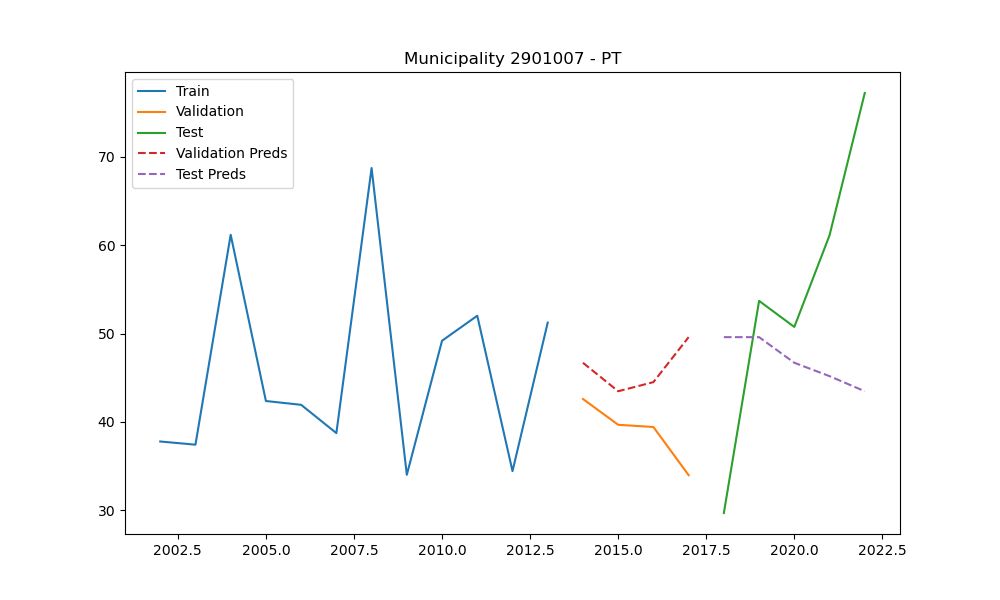 Municipality 2901007 - PT
Train
Validation
Test
Validation Preds
Test Preds
70
60
50
40
30
2002.5 2005.0 2007.5 2010.0 2012.5 2015.0 2017.5 2020.0 2022.5